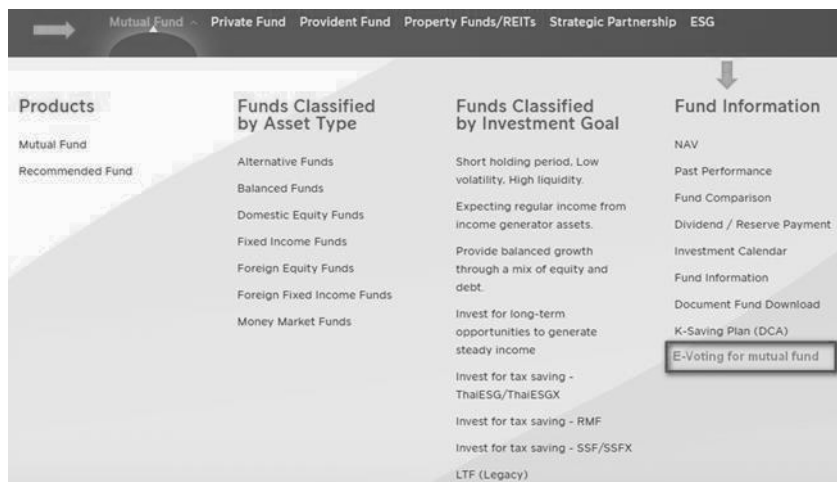 Mutual Fund
Private Fund
Provident Fund
Property Funds/REITs
Strategic Partnership
ESG
Products
Mutual Fund
Recommended Fund
Funds Classified
by Asset Type
Alternative Funds
Balanced Funds
Domestic Equity Funds
Fixed Income Funds
Foreign Equity Funds
Foreign Fixed Income Funds
Money Market Funds
Funds Classified
by Investment Goal
Short holding period, Low
volatility, High liquidity.
Expecting regular income from
income generator assets.
Provide balanced growth
through a mix of equity and
debt.
Invest for long-term
opportunities to generate
steady income
Invest for tax saving -
ThaiESG/ThaiESGX
Invest for tax saving - RMF
Invest for tax saving - SSF/SSFX
LTF (Legacy)
Fund Information
NAV
Past Performance
Fund Comparison
Dividend / Reserve Payment
Investment Calendar
Fund Information
Document Fund Download
K-Saving Plan (DCA)
E-Voting for mutual fund